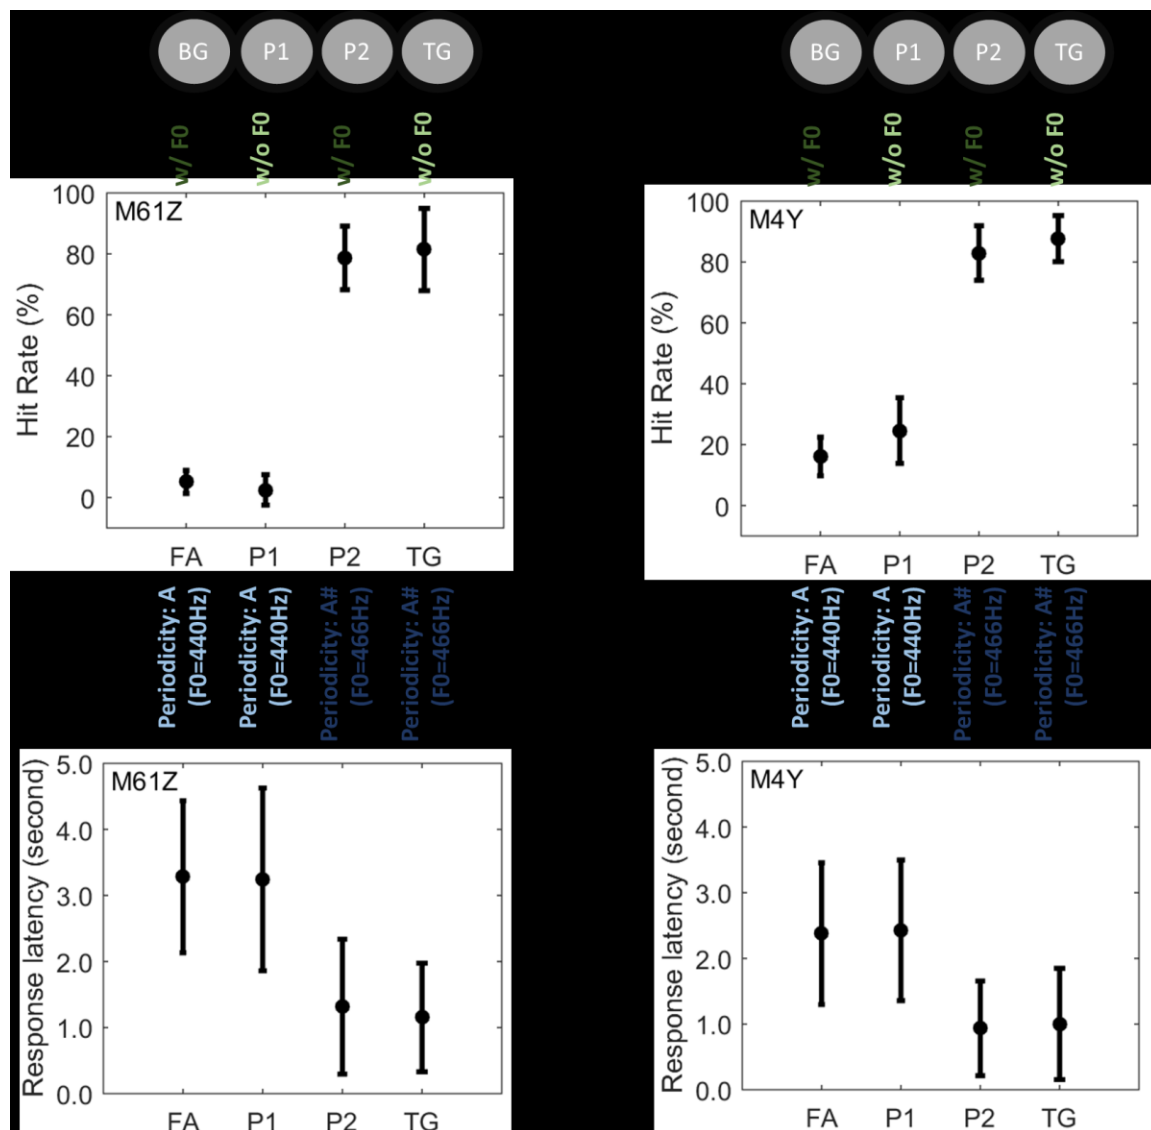 BG P1 P2 TG
w/ F0
w/o F0
w/ F0
w/o F0
M61Z
Hit Rate (%)
100
80
60
40
20
0
FA P1 P2 TG
Periodicity: A
(F0=440Hz)
Periodicity: A
(F0=440Hz)
Periodicity: A#
(F0=466Hz)
Periodicity: A#
(F0=466Hz)
M61Z
Response latency (second)
5.0
4.0
3.0
2.0
1.0
0.0
FA P1 P2 TG
BG P1 P2 TG
w/ F0
w/o F0
w/ F0
w/o F0
M4Y
Hit Rate (%)
100
80
60
40
20
0
FA P1 P2 TG
Periodicity: A
(F0=440Hz)
Periodicity: A
(F0=440Hz)
Periodicity: A#
(F0=466Hz)
Periodicity: A#
(F0=466Hz)
M4Y
Response latency (second)
5.0
4.0
3.0
2.0
1.0
0.0
FA P1 P2 TG